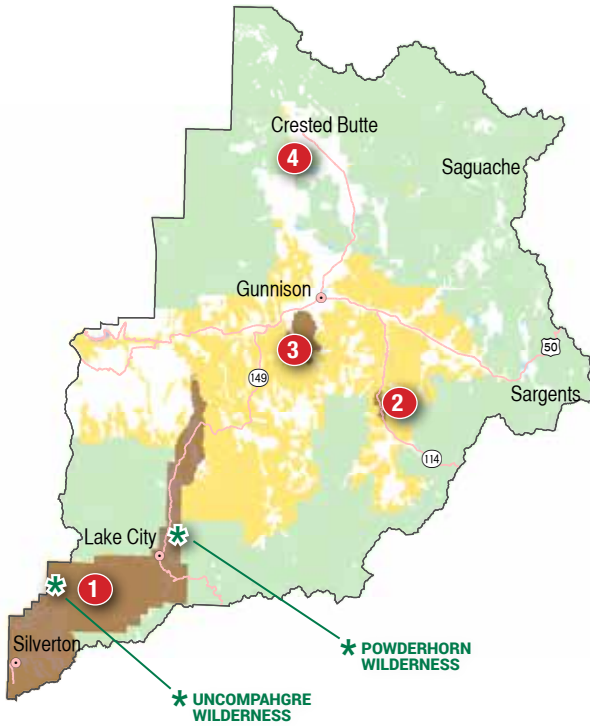 Crested Butte
4
Saguache
Gunnison
3
50
149
2
Sargents
114
Lake City
1
* POWDERHORN
WILDERNESS
Silverton
* UNCOMPAHGRE
WILDERNESS